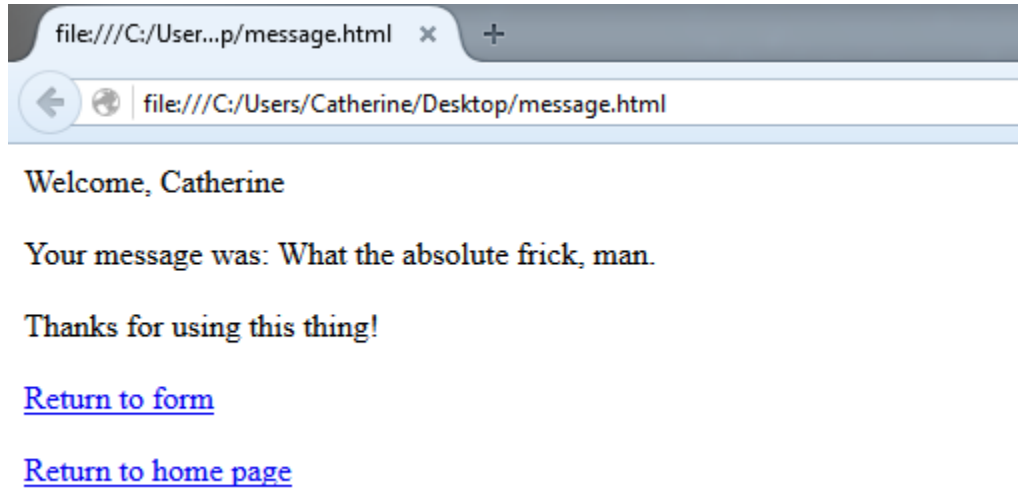 file:///C:/User...p/message.html
file:///C:/Users/Catherine/Desktop/message.html
Welcome, Catherine
Your message was: What the absolute frick, man.
Thanks for using this thing!
Return to form
Return to home page